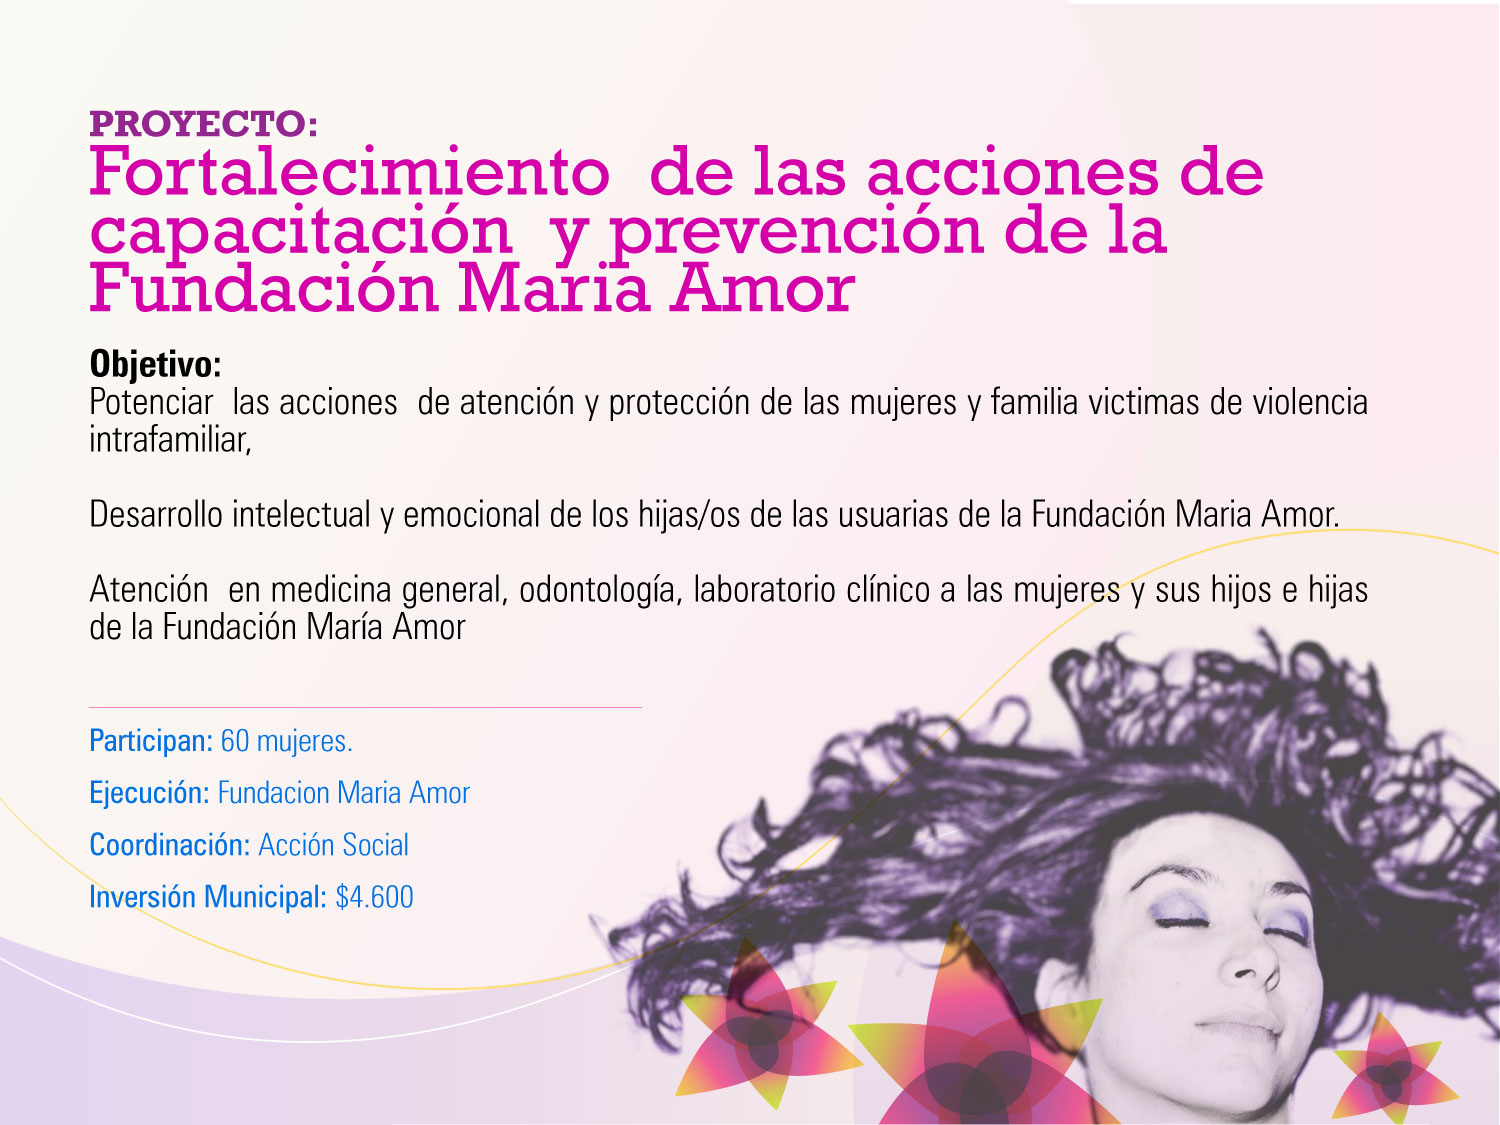 PROYECTO:
Fortalecimiento de las acciones de
capacitación y prevención de la
Fundación Maria Amor
Objetivo:
Potenciar las acciones de atención y protección de las mujeres y familia victimas de violencia
intrafamiliar,
Desarrollo intelectual y emocional de los hijas/os de las usuarias de la Fundación Maria Amor.
Atención en medicina general, odontología, laboratorio clínico a las mujeres y sus hijos e hijas
de la Fundación María Amor
Participan: 60 mujeres.
Ejecución: Fundacion Maria Amor
Coordinación: Acción Social
Inversión Municipal: $4.600